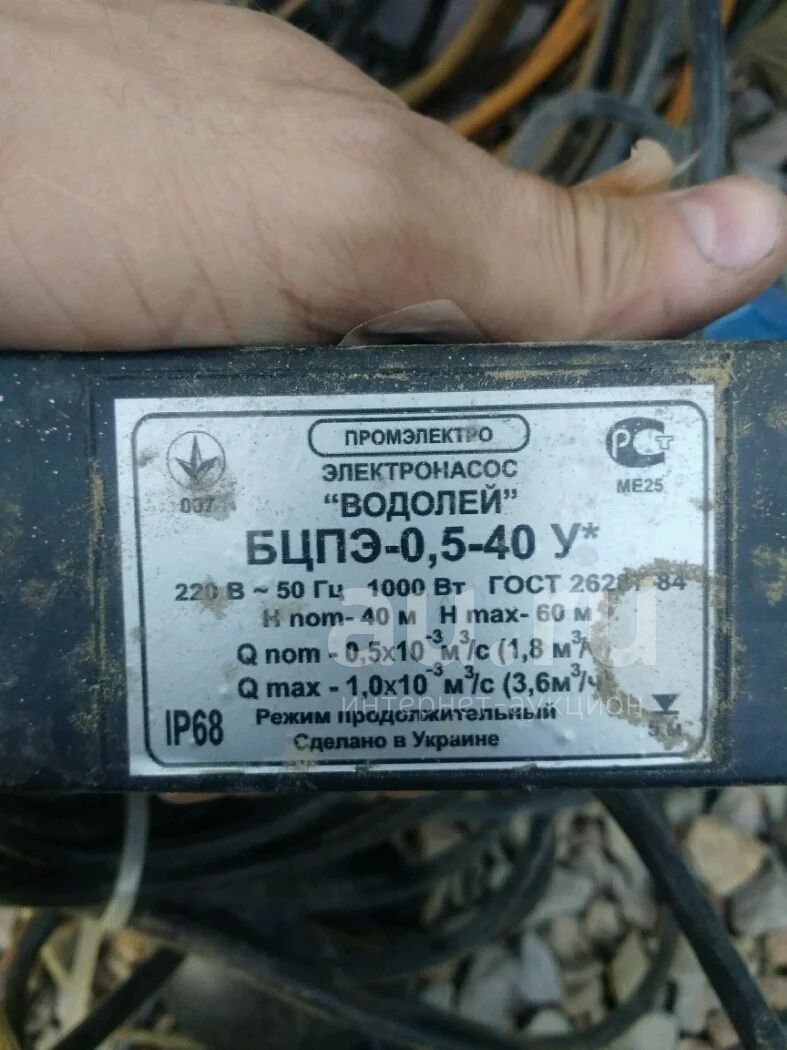 ПРОМЭЛЕКТРО
ЭЛЕКТРОНАСОС
007
РСТ
МЕ25
“ВОДОЛЕЙ”
БЦПЭ-0,5-40 У*
220 В ~ 50 Гц 1000 Вт ГОСТ
H nom- 40 м H max- 60 м
Q nom - 0,5x10⁻³м³/с (1,8 м³/
Q max - 1,0x10⁻³м³/с (3,6м³/ч
IP68
Режим продолжительный
Сделано в Украине
au.ru
интернет-аукцион